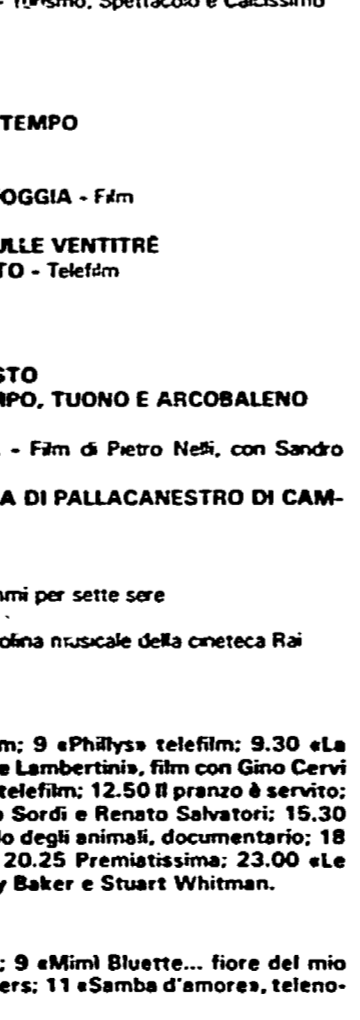 - Turismo, Spettacolo e Calcissimo
TEMPO
OGGIA - Film
ULLE VENTITRÈ
TO - Telefilm
STO
RPO, TUONO E ARCOBALENO
. - Film di Pietro Nelli, con Sandro
A DI PALLACANESTRO DI CAM-
mi per sette sere
ofina musicale della cineteca Rai
m; 9 «Phillys» telefilm; 9.30 «La
e Lambertini», film con Gino Cervi
telefilm; 12.50 Il pranzo è servito;
o Sordi e Renato Salvatori; 15.30
lo degli animali, documentario; 18
20.25 Premiatissima; 23.00 «Le
y Baker e Stuart Whitman.
; 9 «Mimì Bluette... fiore del mio
ers; 11 «Samba d'amore», teleno-